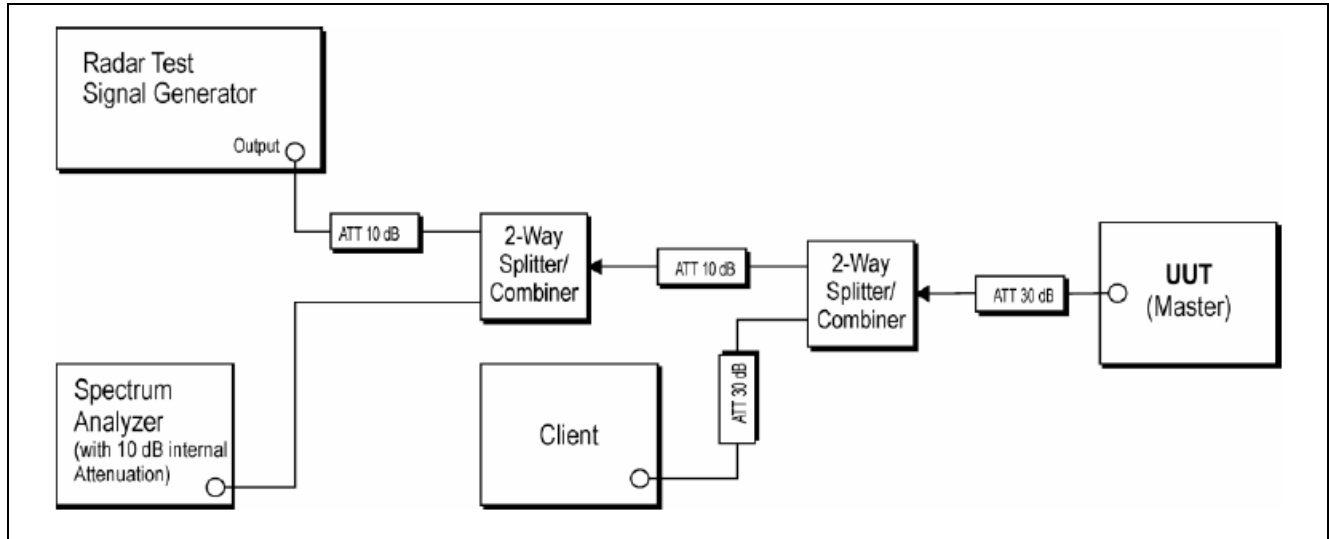 Radar Test
Signal Generator
Output
ATT 10 dB
2-Way
Splitter/
Combiner
ATT 10 dB
2-Way
Splitter/
Combiner
ATT 30 dB
UUT
(Master)
Spectrum
Analyzer
(with 10 dB internal
Attenuation)
Client
ATT 30 dB